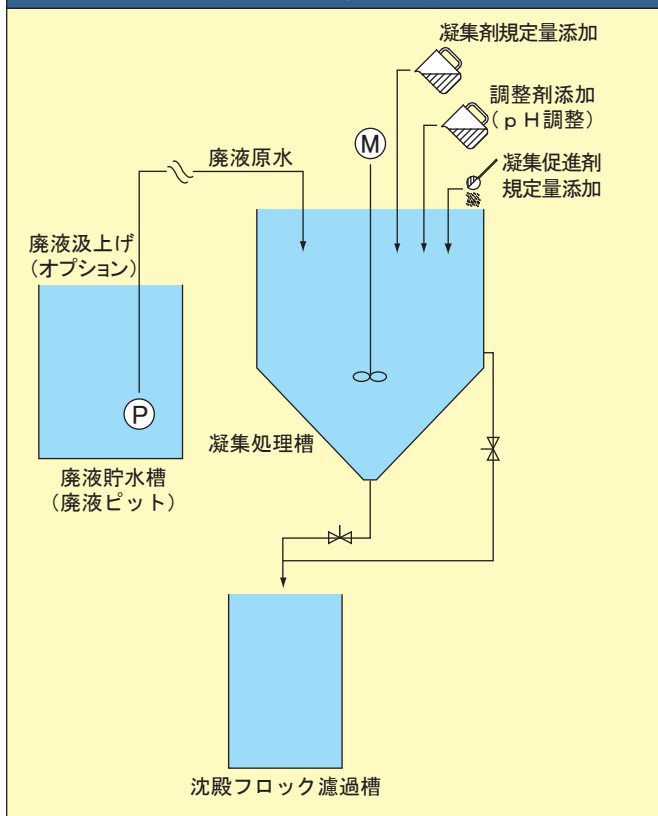 凝集剤規定量添加
調整剤添加
(pH調整)
凝集促進剤
規定量添加
M
廃液原水
廃液汲上げ
(オプション)
P
廃液貯水槽
(廃液ピット)
凝集処理槽
沈殿フロック濾過槽